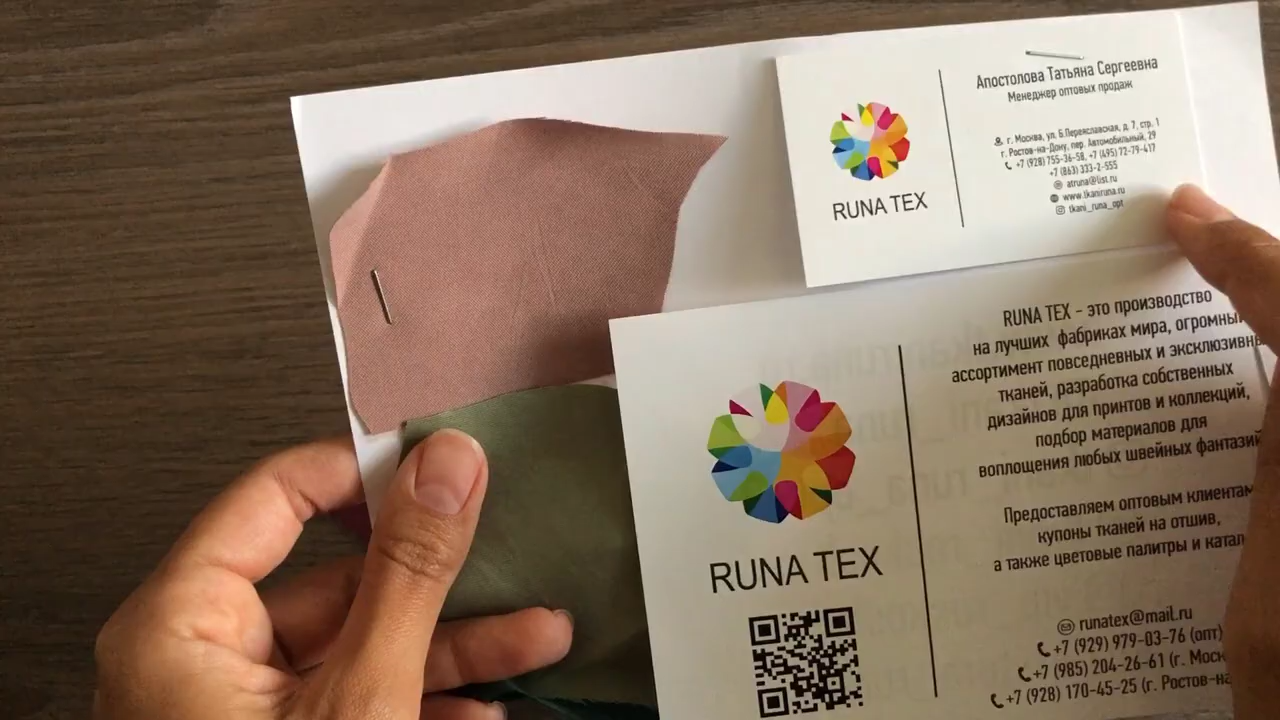 RUNA TEX
Апостолова Татьяна Сергеевна
Менеджер оптовых продаж
г. Москва, ул. Б.Переяславская, д. 7, стр. 1
г. Ростов-на-Дону, пер. Автомобильный, 29
+7 (928) 755-36-58, +7 (495) 72-79-417
+7 (863) 333-2-555
atruna@list.ru
www.tkaniruna.ru
tkani_runa_opt
RUNA TEX
RUNA TEX - это производство
на лучших фабриках мира, огромный
ассортимент повседневных и эксклюзивн
тканей, разработка собственных
дизайнов для принтов и коллекций,
подбор материалов для
воплощения любых швейных фантазий
Предоставляем оптовым клиентам
купоны тканей на отшив,
а также цветовые палитры и катал
runatex@mail.ru
+7 (929) 979-03-76 (опт)
+7 (985) 204-26-61 (г. Моск
+7 (928) 170-45-25 (г. Ростов-на